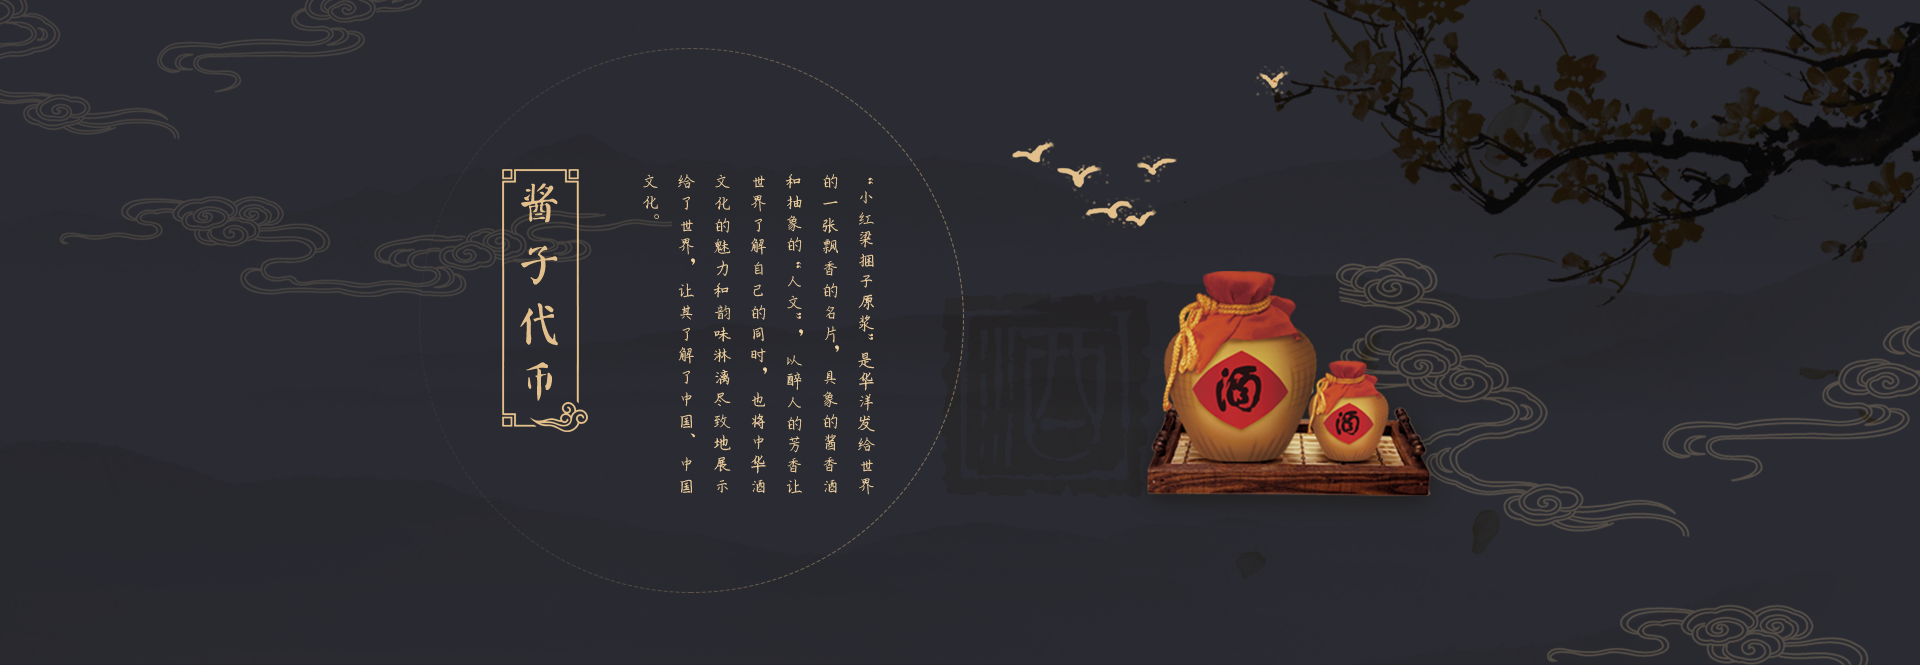 “小红梁捆子原浆”是华洋发给世界
的一张飘香的名片，具象的酱香酒
和抽象的“人文”，以醉人的芳香让
世界了解自己的同时，也将中华酒
文化的魅力和韵味淋漓尽致地展示
给了世界，让其了解了中国、中国
文化。
酱子代币
酒
酒
酒